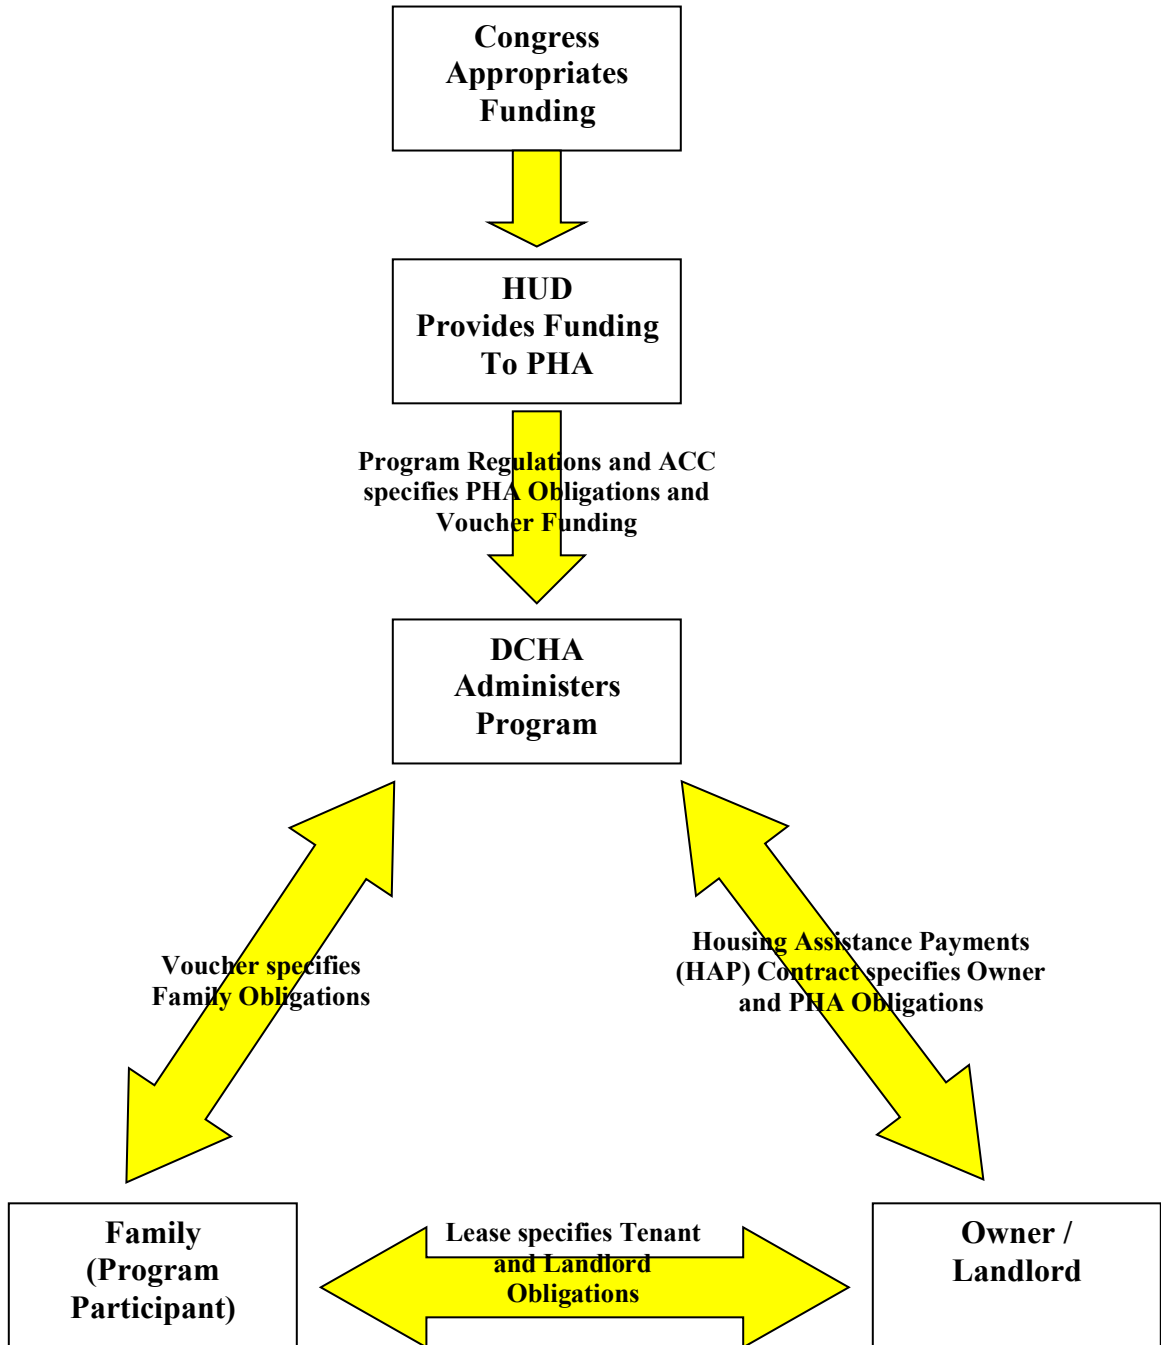 Congress
Appropriates
Funding
HUD
Provides Funding
To PHA
Program Regulations and ACC
specifies PHA Obligations and
Voucher Funding
DCHA
Administers
Program
Voucher specifies
Family Obligations
Housing Assistance Payments
(HAP) Contract specifies Owner
and PHA Obligations
Family
(Program
Participant)
Lease specifies Tenant
and Landlord
Obligations
Owner /
Landlord